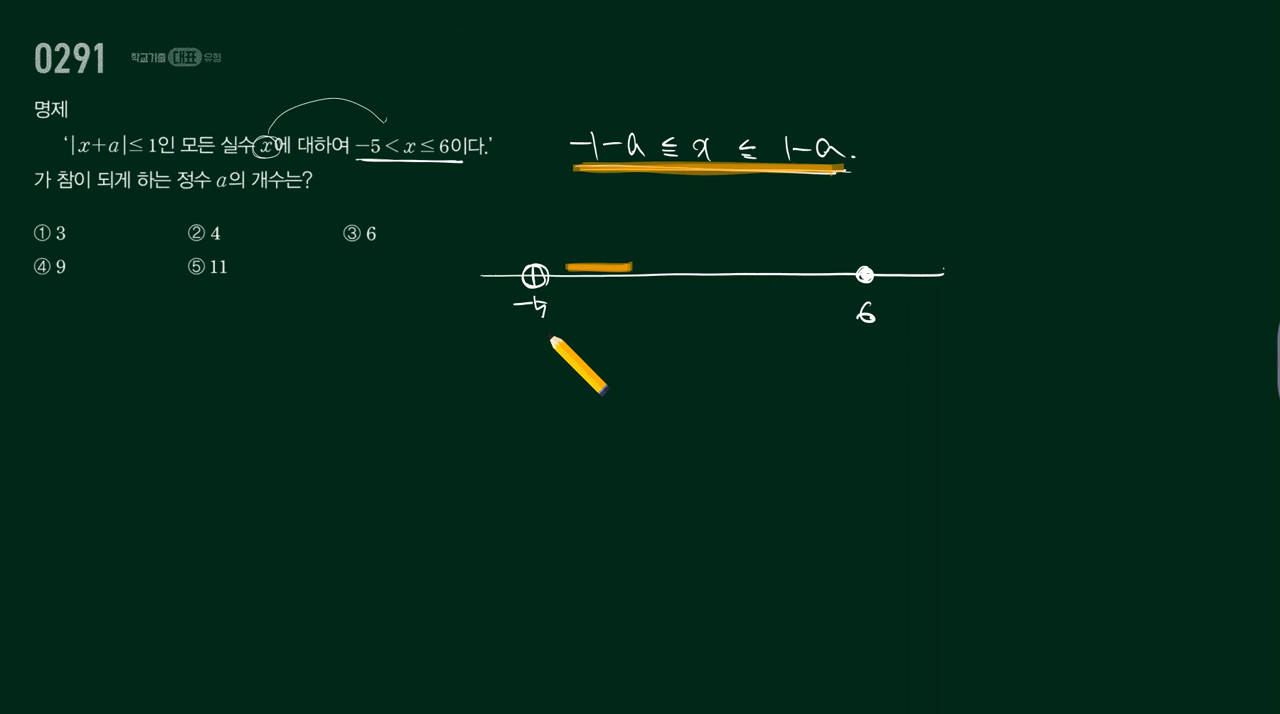 0291 학교기출 대표 유형
명제
'|x+a|≤1인 모든 실수 x에 대하여 -5<x≤6이다.'
가 참이 되게 하는 정수 a의 개수는?
① 3 ② 4 ③ 6
④ 9 ⑤ 11
-1-a ≦ x ≦ 1-a.
-5 6